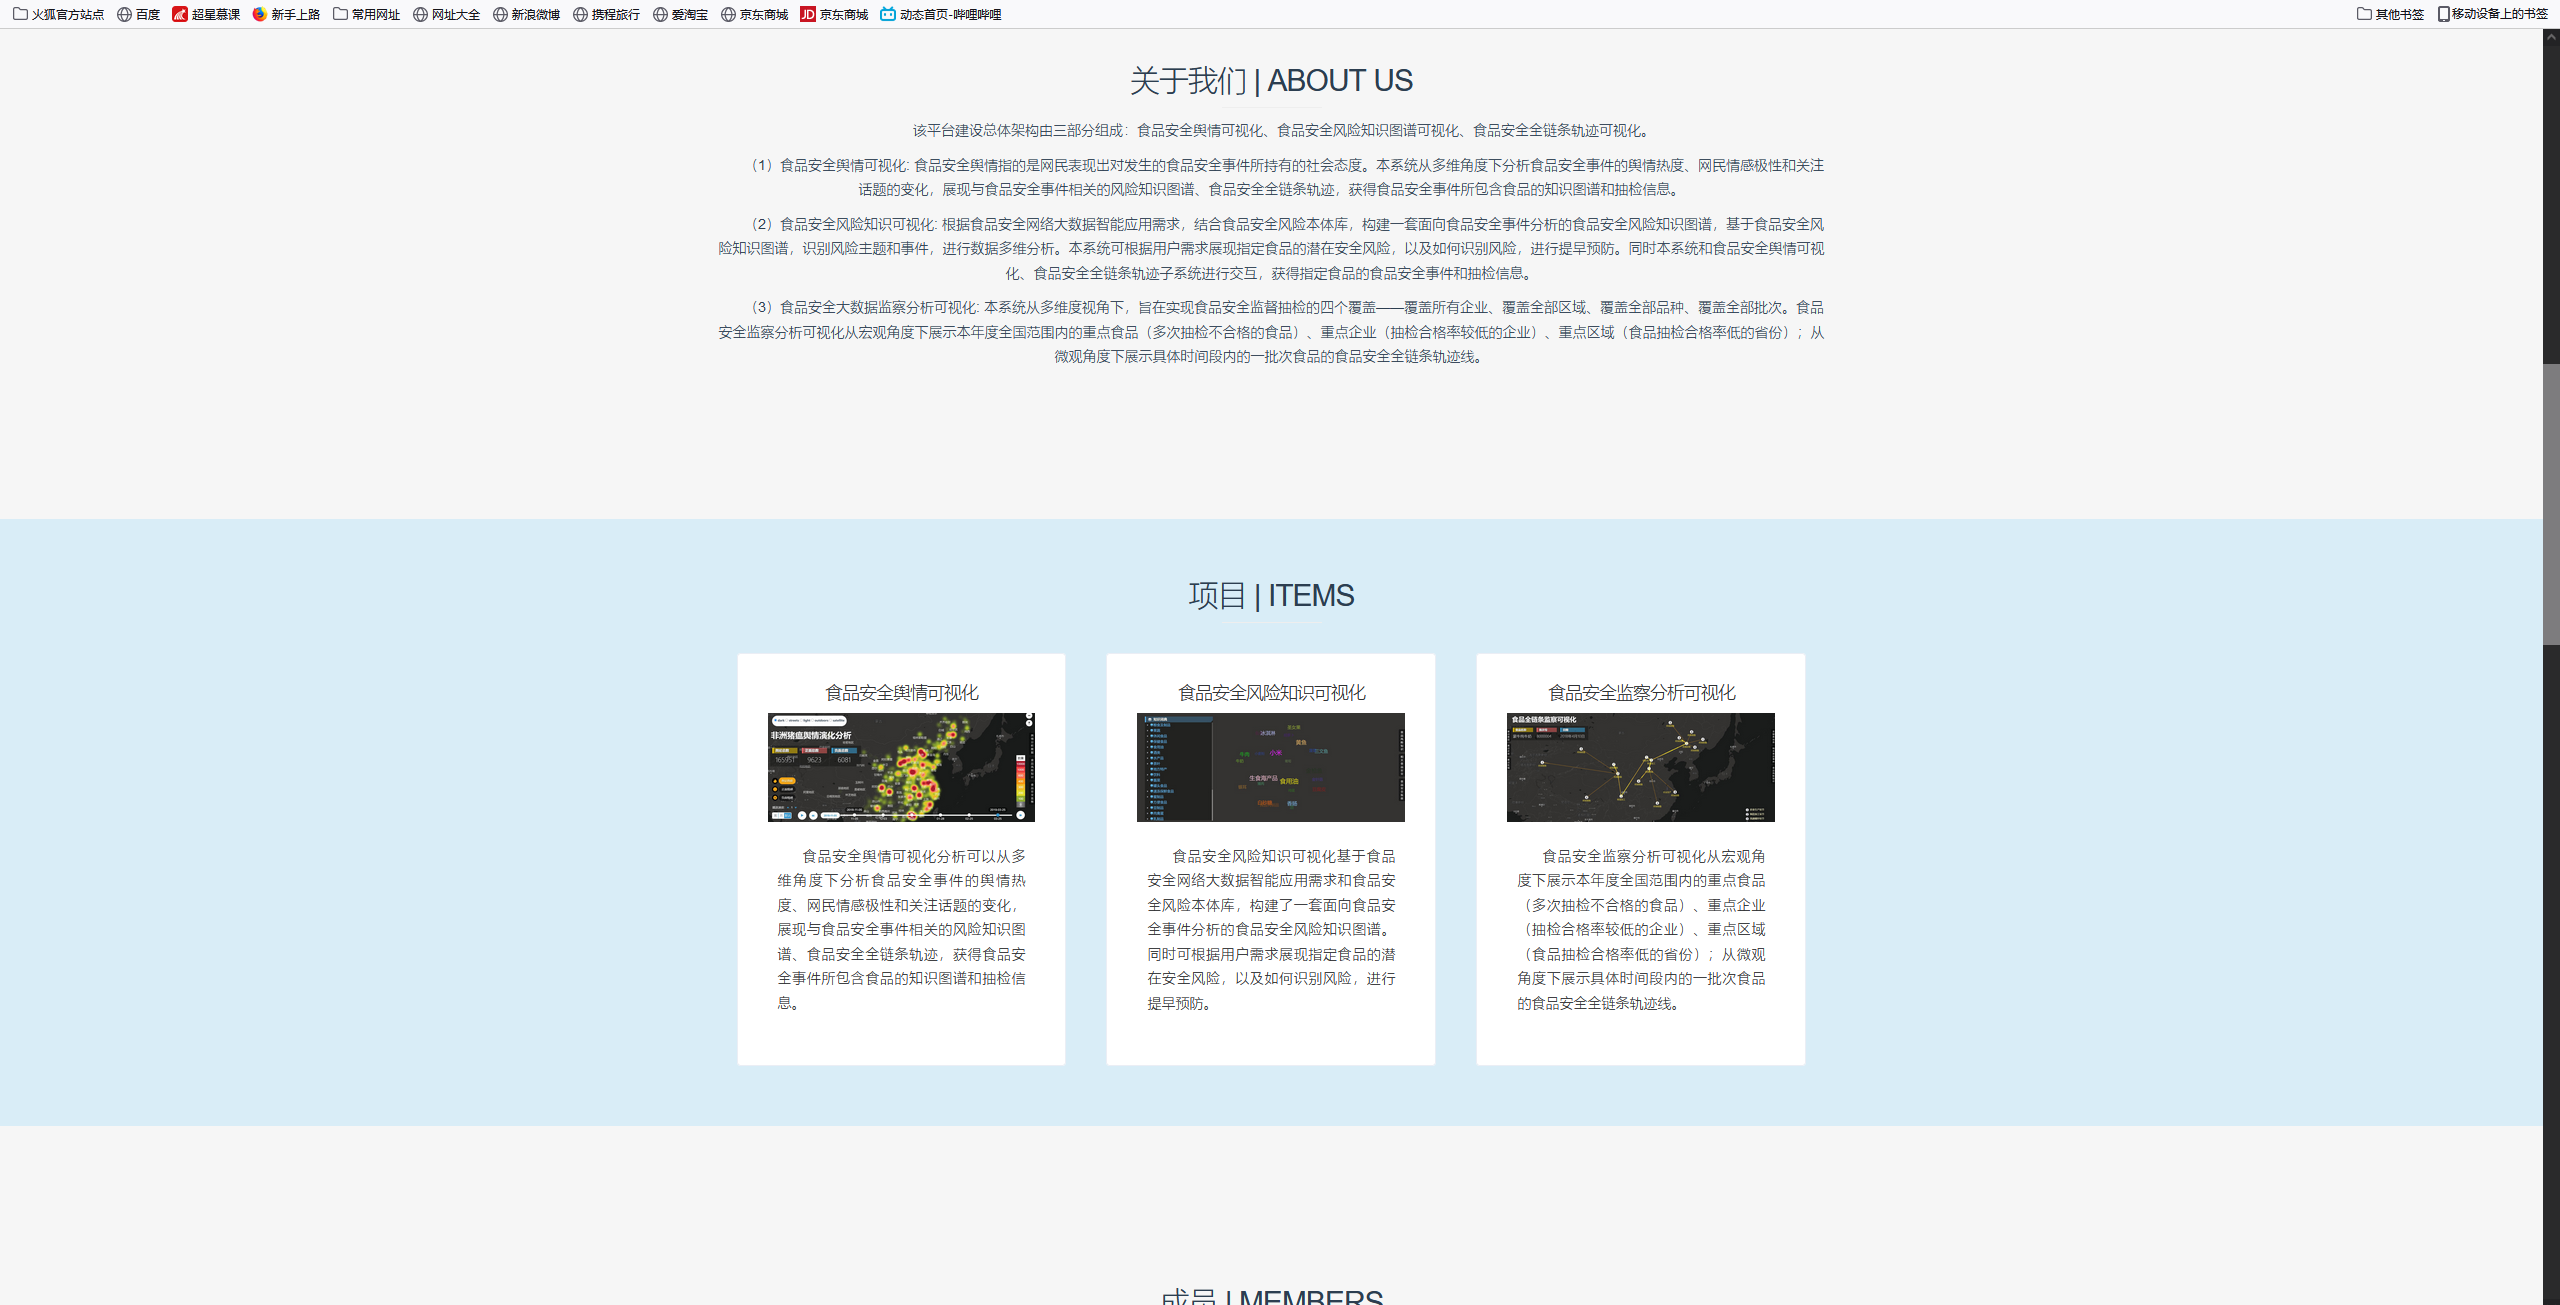 火狐官方站点 百度 超星慕课 新手上路 常用网址 网址大全 新浪微博 携程旅行 爱淘宝 京东商城 JD 京东商城 动态首页-哔哩哔哩 其他书签 移动设备上的书签
关于我们 | ABOUT US
该平台建设总体架构由三部分组成：食品安全舆情可视化、食品安全风险知识图谱可视化、食品安全全链条轨迹可视化。
（1）食品安全舆情可视化: 食品安全舆情指的是网民表现出对发生的食品安全事件所持有的社会态度。本系统从多维角度下分析食品安全事件的舆情热度、网民情感极性和关注
话题的变化，展现与食品安全事件相关的风险知识图谱、食品安全全链条轨迹，获得食品安全事件所包含食品的知识图谱和抽检信息。
（2）食品安全风险知识可视化: 根据食品安全网络大数据智能应用需求，结合食品安全风险本体库，构建一套面向食品安全事件分析的食品安全风险知识图谱，基于食品安全风
险知识图谱，识别风险主题和事件，进行数据多维分析。本系统可根据用户需求展现指定食品的潜在安全风险，以及如何识别风险，进行提早预防。同时本系统和食品安全舆情可视
化、食品安全全链条轨迹子系统进行交互，获得指定食品的食品安全事件和抽检信息。
（3）食品安全大数据监察分析可视化: 本系统从多维度视角下，旨在实现食品安全监督抽检的四个覆盖——覆盖所有企业、覆盖全部区域、覆盖全部品种、覆盖全部批次。食品
安全监察分析可视化从宏观角度下展示本年度全国范围内的重点食品（多次抽检不合格的食品）、重点企业（抽检合格率较低的企业）、重点区域（食品抽检合格率低的省份）；从
微观角度下展示具体时间段内的一批次食品的食品安全全链条轨迹线。
项目 | ITEMS
食品安全舆情可视化
非洲猪瘟舆情演化分析
165951 9623 6081
食品安全舆情可视化分析可以从多
维角度下分析食品安全事件的舆情热
度、网民情感极性和关注话题的变化，
展现与食品安全事件相关的风险知识图
谱、食品安全全链条轨迹，获得食品安
全事件所包含食品的知识图谱和抽检信
息。
食品安全风险知识可视化
冰淇淋
黄鱼
小米
生食海产品
食用油
食品安全风险知识可视化基于食品
安全网络大数据智能应用需求和食品安
全风险本体库，构建了一套面向食品安
全事件分析的食品安全风险知识图谱。
同时可根据用户需求展现指定食品的潜
在安全风险，以及如何识别风险，进行
提早预防。
食品安全监察分析可视化
食品全链条监察可视化
食品安全监察分析可视化从宏观角
度下展示本年度全国范围内的重点食品
（多次抽检不合格的食品）、重点企业
（抽检合格率较低的企业）、重点区域
（食品抽检合格率低的省份）；从微观
角度下展示具体时间段内的一批次食品
的食品安全全链条轨迹线。
成员 | MEMBERS